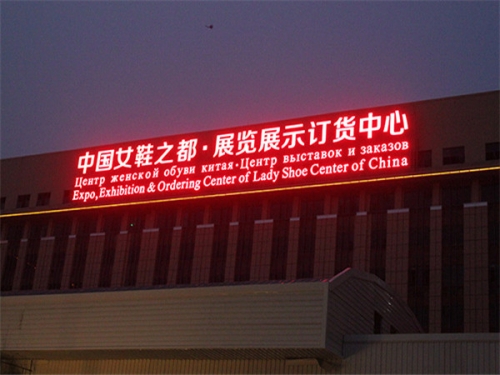 中国女鞋之都·展览展示订货中心
Центр женской обуви китая·Центр выставок и заказов
Expo,Exhibition & Ordering Center of Lady Shoe Center of China